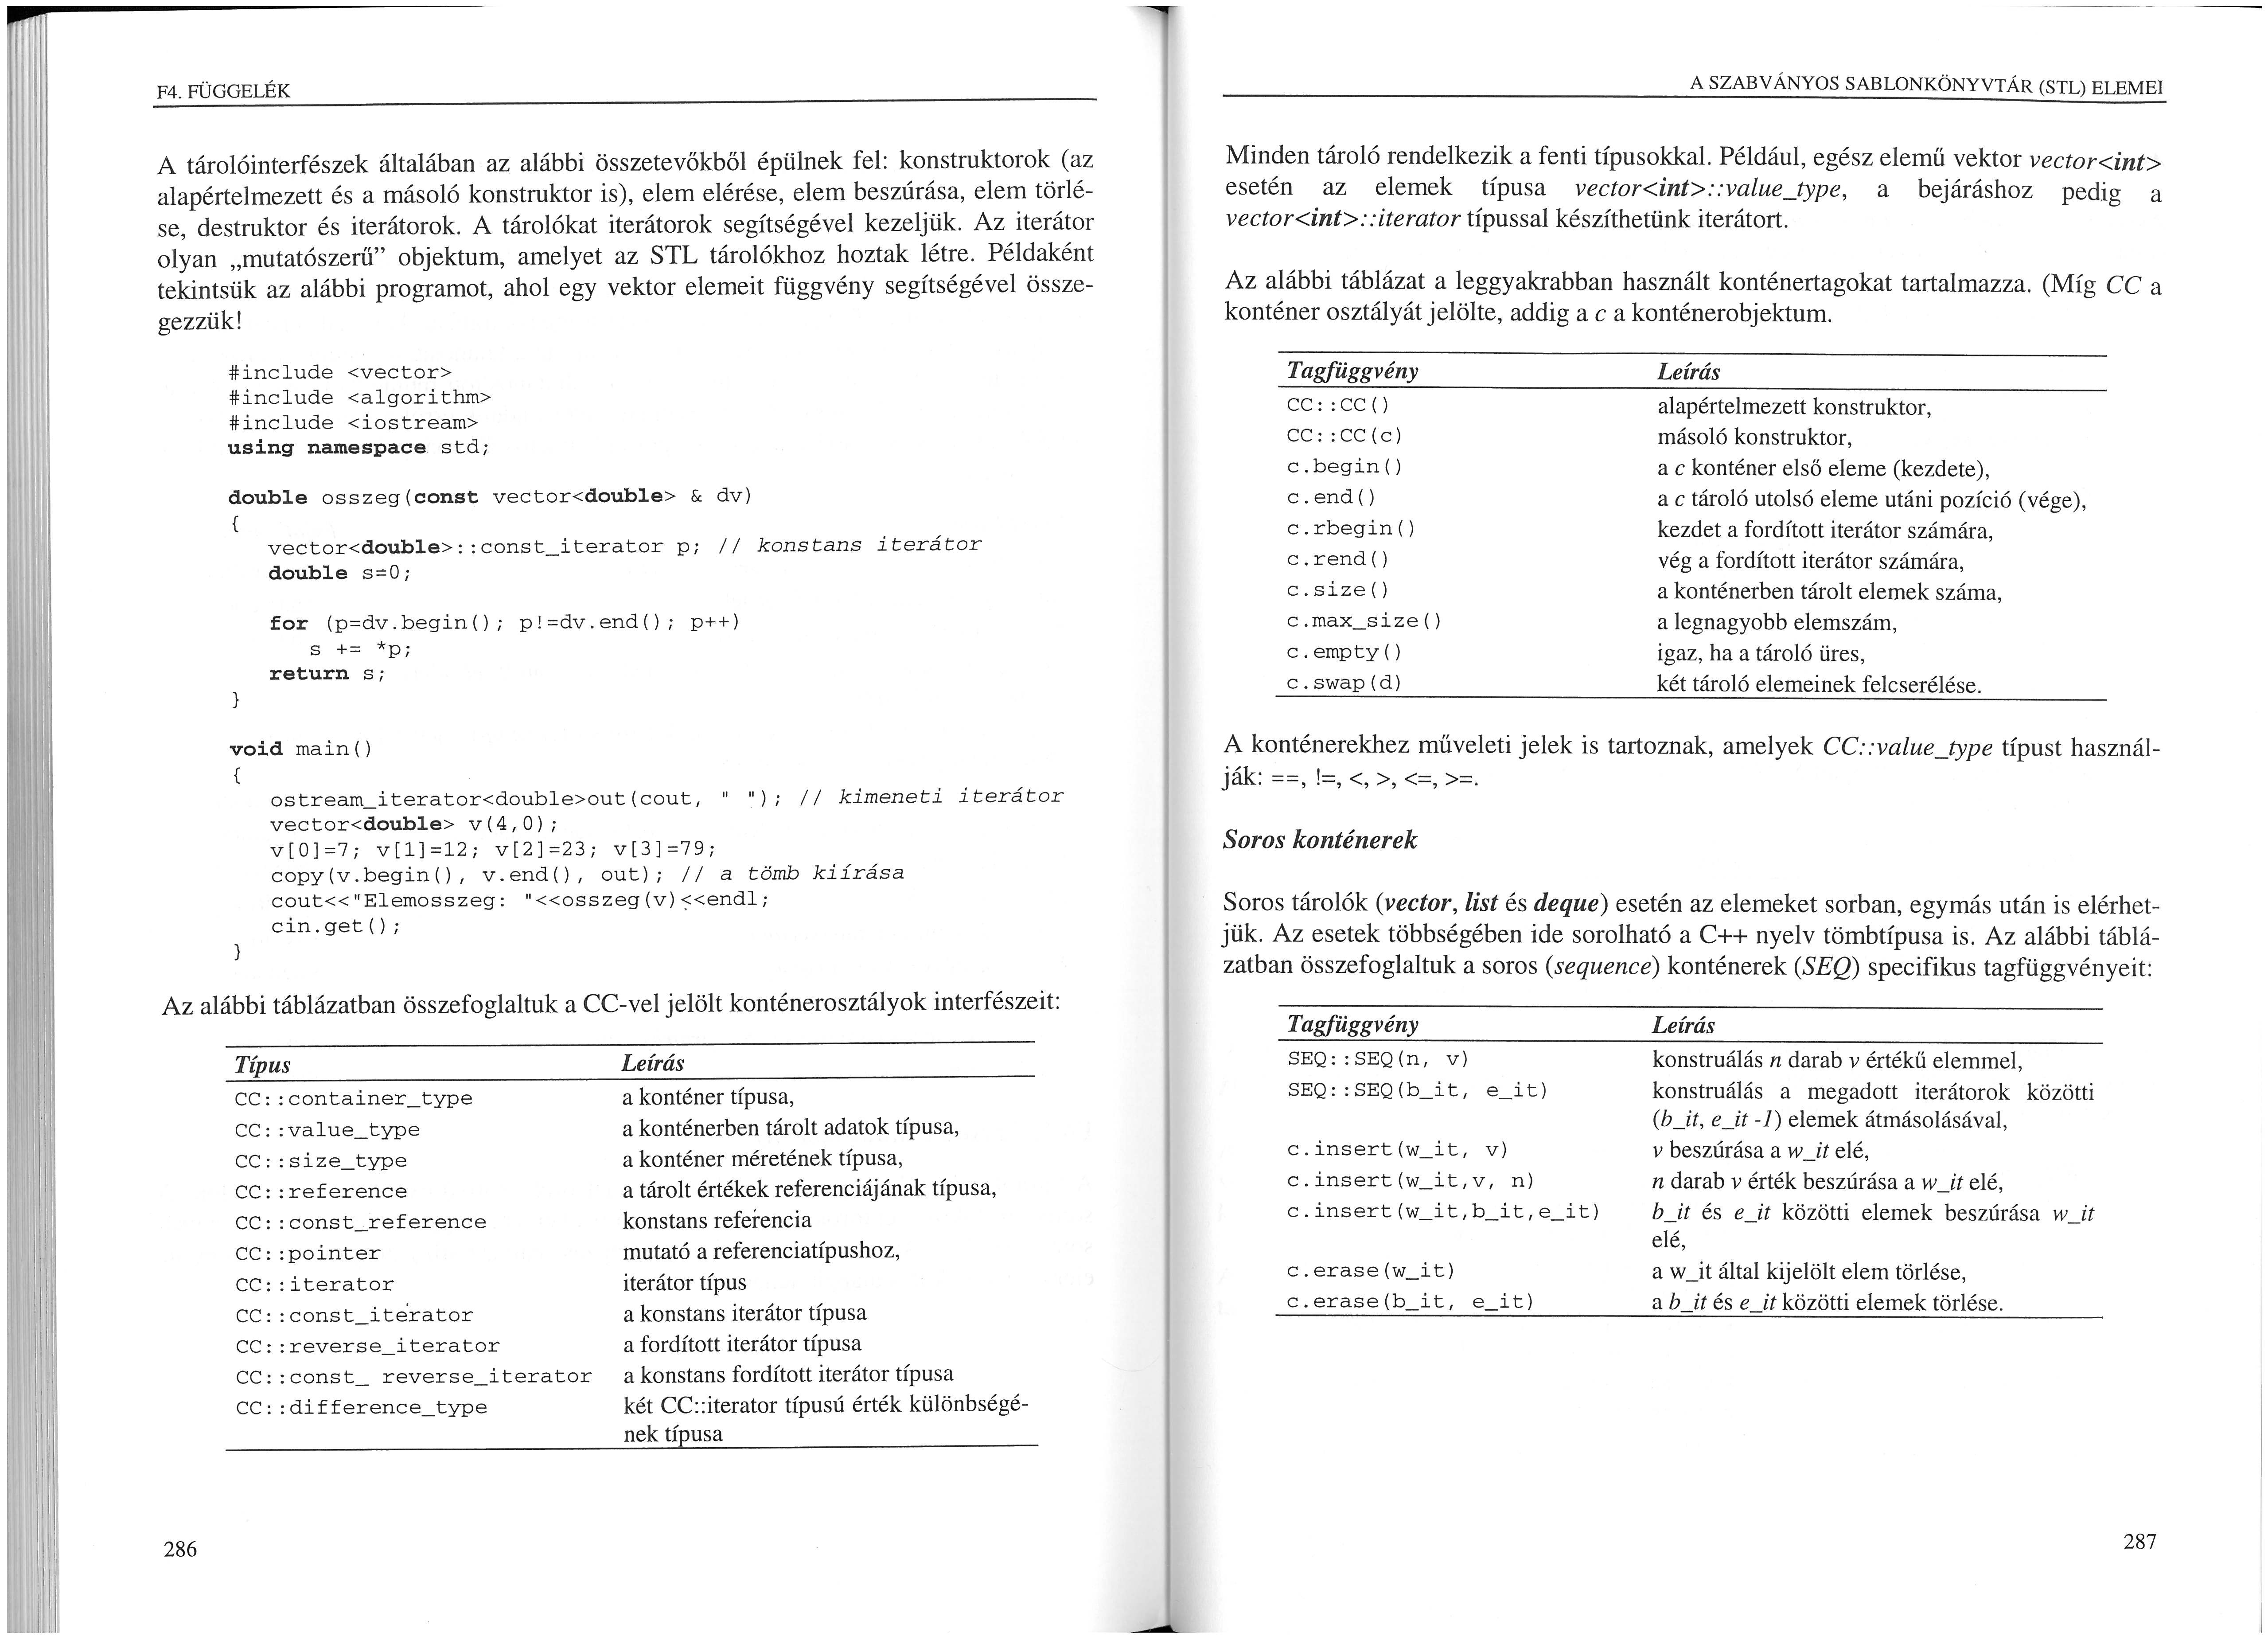 F4. FÜGGELÉK
A tárolóinterfészek általában az alábbi összetevőkből épülnek fel: konstruktorok (az
alapértelmezett és a másoló konstruktor is), elem elérése, elem beszúrása, elem törlé-
se, destruktor és iterátorok. A tárolókat iterátorok segítségével kezeljük. Az iterátor
olyan „mutatószerű” objektum, amelyet az STL tárolókhoz hoztak létre. Példaként
tekintsük az alábbi programot, ahol egy vektor elemeit függvény segítségével össze-
gezzük!
#include <vector>
#include <algorithm>
#include <iostream>
using namespace std;
double osszeg(const vector<double> & dv)
{
vector<double>::const_iterator p; // konstans iterátor
double s=0;
for (p=dv.begin(); p!=dv.end(); p++)
s += *p;
return s;
}
void main()
{
ostream_iterator<double>out(cout, " "); // kimeneti iterátor
vector<double> v(4,0);
v[0]=7; v[1]=12; v[2]=23; v[3]=79;
copy(v.begin(), v.end(), out); // a tömb kiírása
cout<<"Elemosszeg: "<<osszeg(v)<<endl;
cin.get();
}
Az alábbi táblázatban összefoglaltuk a CC-vel jelölt konténerosztályok interfészeit:
Típus Leírás
CC::container_type a konténer típusa,
CC::value_type a konténerben tárolt adatok típusa,
CC::size_type a konténer méretének típusa,
CC::reference a tárolt értékek referenciájának típusa,
CC::const_reference konstans referencia
CC::pointer mutató a referenciatípushoz,
CC::iterator iterátor típus
CC::const_iterator a konstans iterátor típusa
CC::reverse_iterator a fordított iterátor típusa
CC::const_ reverse_iterator a konstans fordított iterátor típusa
CC::difference_type két CC::iterator típusú érték különbségé-
nek típusa
286
A SZABVÁNYOS SABLONKÖNYVTÁR (STL) ELEMEI
Minden tároló rendelkezik a fenti típusokkal. Például, egész elemű vektor vector<int>
esetén az elemek típusa vector<int>::value_type, a bejáráshoz pedig a
vector<int>::iterator típussal készíthetünk iterátort.
Az alábbi táblázat a leggyakrabban használt konténertagokat tartalmazza. (Míg CC a
konténer osztályát jelölte, addig a c a konténerobjektum.
Tagfüggvény Leírás
CC::CC() alapértelmezett konstruktor,
CC::CC(c) másoló konstruktor,
c.begin() a c konténer első eleme (kezdete),
c.end() a c tároló utolsó eleme utáni pozíció (vége),
c.rbegin() kezdet a fordított iterátor számára,
c.rend() vég a fordított iterátor számára,
c.size() a konténerben tárolt elemek száma,
c.max_size() a legnagyobb elemszám,
c.empty() igaz, ha a tároló üres,
c.swap(d) két tároló elemeinek felcserélése.
A konténerekhez műveleti jelek is tartoznak, amelyek CC::value_type típust használ-
ják: ==, !=, <, >, <=, >=.
Soros konténerek
Soros tárolók (vector, list és deque) esetén az elemeket sorban, egymás után is elérhet-
jük. Az esetek többségében ide sorolható a C++ nyelv tömbtípusa is. Az alábbi táblá-
zatban összefoglaltuk a soros (sequence) konténerek (SEQ) specifikus tagfüggvényeit:
Tagfüggvény Leírás
SEQ::SEQ(n, v) konstruálás n darab v értékű elemmel,
SEQ::SEQ(b_it, e_it) konstruálás a megadott iterátorok közötti
(b_it, e_it -1) elemek átmásolásával,
c.insert(w_it, v) v beszúrása a w_it elé,
c.insert(w_it,v, n) n darab v érték beszúrása a w_it elé,
c.insert(w_it,b_it,e_it) b_it és e_it közötti elemek beszúrása w_it
elé,
c.erase(w_it) a w_it által kijelölt elem törlése,
c.erase(b_it, e_it) a b_it és e_it közötti elemek törlése.
287